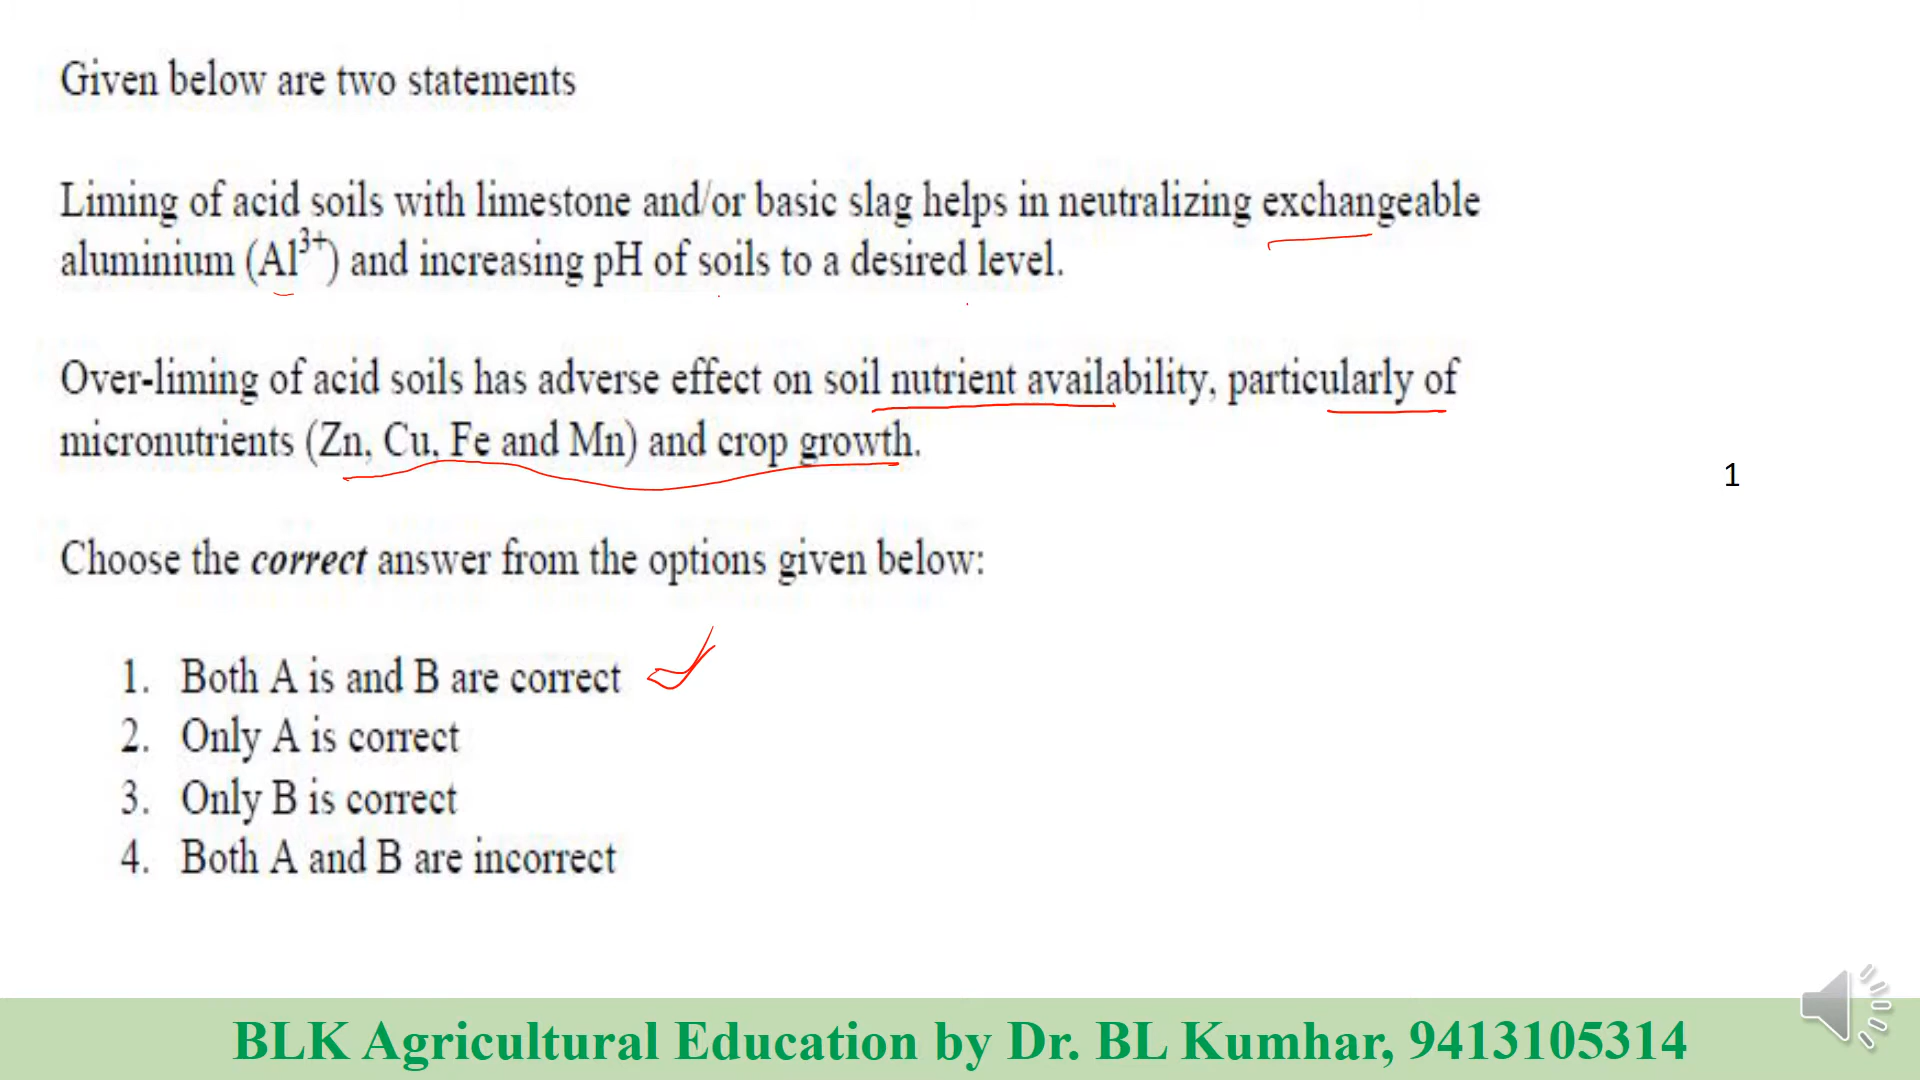 Given below are two statements
Liming of acid soils with limestone and/or basic slag helps in neutralizing exchangeable
aluminium (Al³⁺) and increasing pH of soils to a desired level.
Over-liming of acid soils has adverse effect on soil nutrient availability, particularly of
micronutrients (Zn, Cu, Fe and Mn) and crop growth.
1
Choose the correct answer from the options given below:
1. Both A is and B are correct
2. Only A is correct
3. Only B is correct
4. Both A and B are incorrect
BLK Agricultural Education by Dr. BL Kumhar, 9413105314